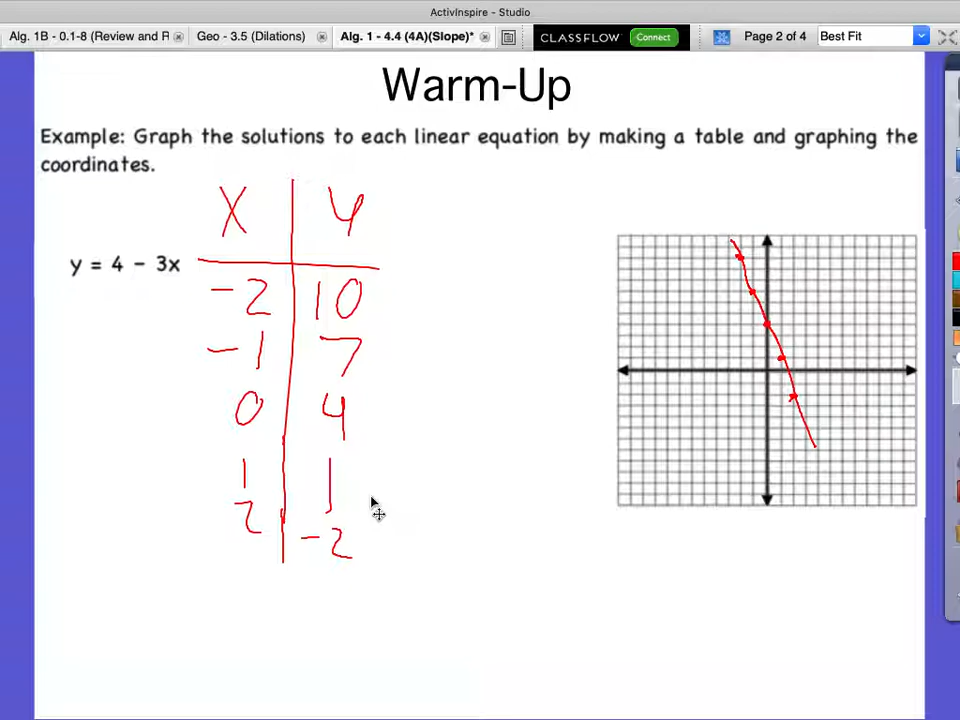 ActivInspire - Studio
Alg. 1B - 0.1-8 (Review and R
Geo - 3.5 (Dilations)
Alg. 1 - 4.4 (4A)(Slope)*
CLASSFLOW Connect
Page 2 of 4
Best Fit
Warm-Up
Example: Graph the solutions to each linear equation by making a table and graphing the
coordinates.
X Y
y = 4 - 3x
-2 10
-1 7
0 4
1 1
2 -2